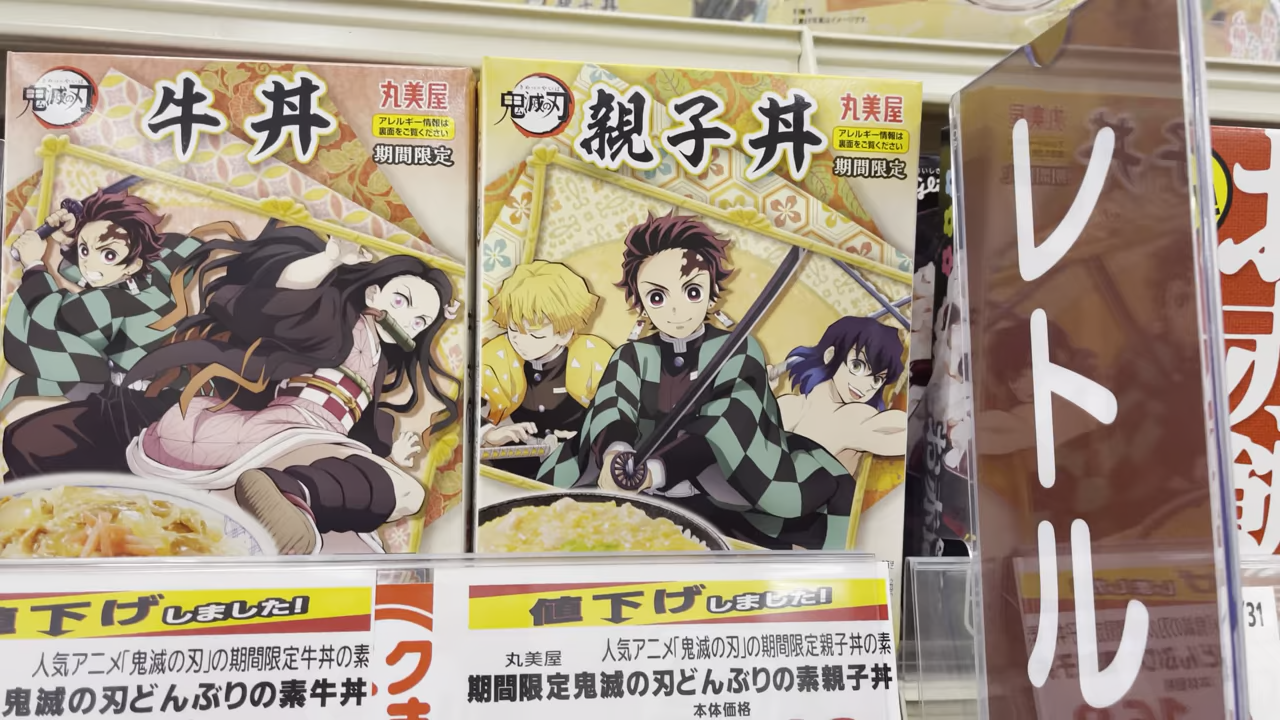 鬼滅の刃
牛丼
丸美屋
アレルギー情報は
裏面をご覧ください
期間限定
鬼滅の刃
親子丼
丸美屋
アレルギー情報は
裏面をご覧ください
期間限定
レトル
値下げしました!
人気アニメ「鬼滅の刃」の期間限定牛丼の素
鬼滅の刃どんぶりの素牛丼
値下げしました!
丸美屋
人気アニメ「鬼滅の刃」の期間限定親子丼の素
期間限定鬼滅の刃どんぶりの素親子丼
本体価格
31